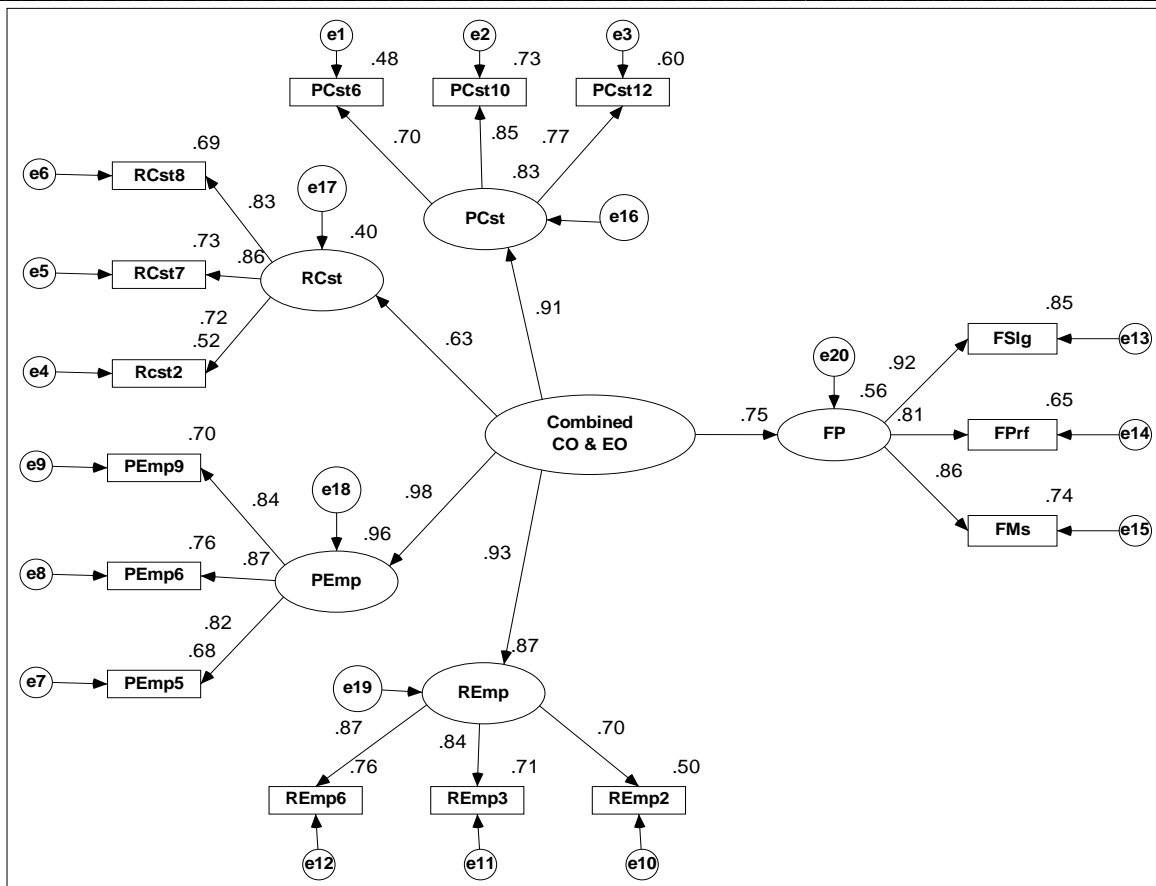 e1
e2
e3
.48
.73
.60
PCst6
PCst10
PCst12
.70
.85
.77
.69
e6
RCst8
e17
.83
.83
PCst
e16
.40
.73
.86
e5
RCst7
RCst
.91
.72
.63
.52
e4
Rcst2
.85
FSlg
e13
e20
.92
.56
.65
Combined
CO & EO
.75
FP
.81
FPrf
e14
.70
e9
PEmp9
.86
.84
e18
.98
.74
.96
FMs
e15
.93
.76
.87
e8
PEmp6
PEmp
.82
.68
.87
e7
PEmp5
e19
REmp
.87
.84
.70
.76
.71
.50
REmp6
REmp3
REmp2
e12
e11
e10